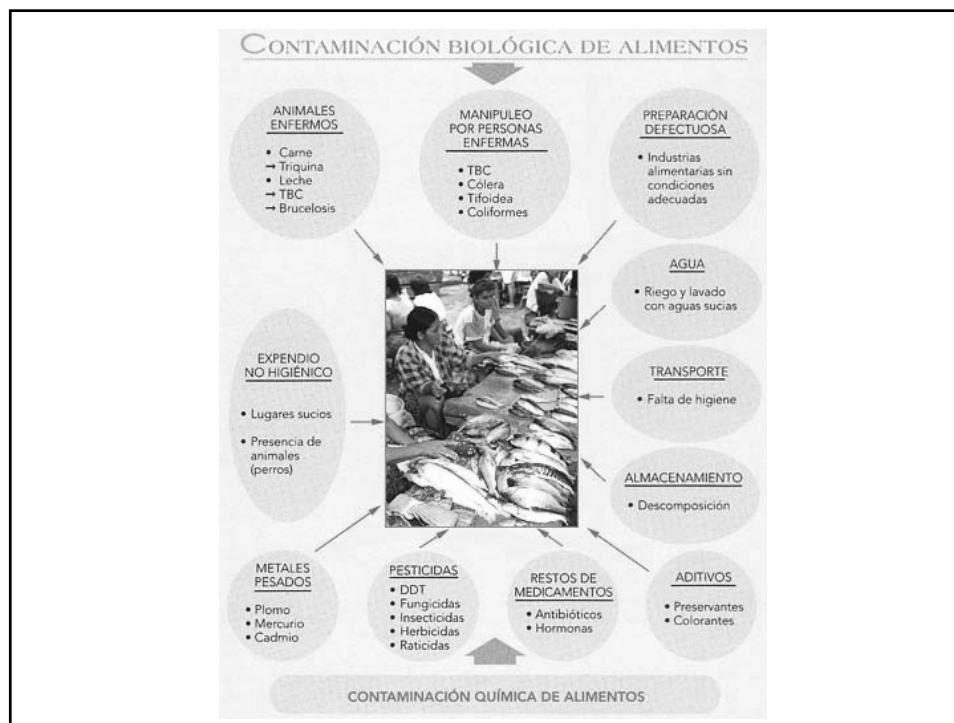 CONTAMINACIÓN BIOLÓGICA DE ALIMENTOS
ANIMALES
ENFERMOS
• Carne
→ Triquina
• Leche
→ TBC
→ Brucelosis
MANIPULEO
POR PERSONAS
ENFERMAS
• TBC
• Cólera
• Tifoidea
• Coliformes
PREPARACIÓN
DEFECTUOSA
• Industrias
alimentarias sin
condiciones
adecuadas
AGUA
• Riego y lavado
con aguas sucias
EXPENDIO
NO HIGIÉNICO
• Lugares sucios
• Presencia de
animales
(perros)
TRANSPORTE
• Falta de higiene
ALMACENAMIENTO
• Descomposición
METALES
PESADOS
• Plomo
• Mercurio
• Cadmio
PESTICIDAS
• DDT
• Fungicidas
• Insecticidas
• Herbicidas
• Raticidas
RESTOS DE
MEDICAMENTOS
• Antibióticos
• Hormonas
ADITIVOS
• Preservantes
• Colorantes
CONTAMINACIÓN QUÍMICA DE ALIMENTOS